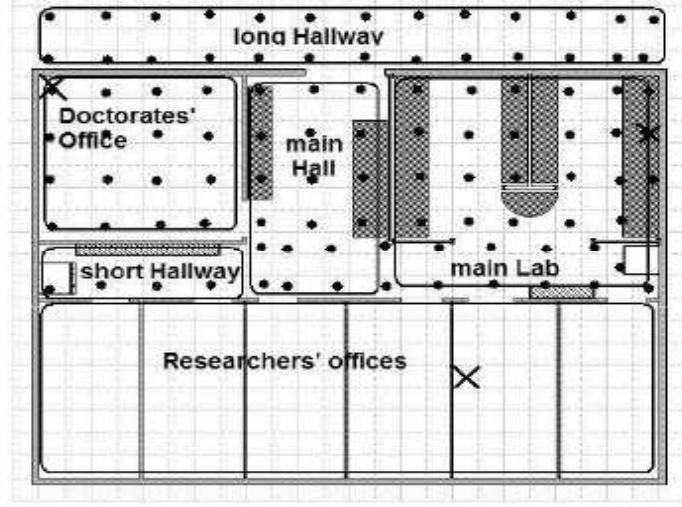 long Hallway
Doctorates'
Office
main
Hall
short Hallway
main Lab
Researchers' offices